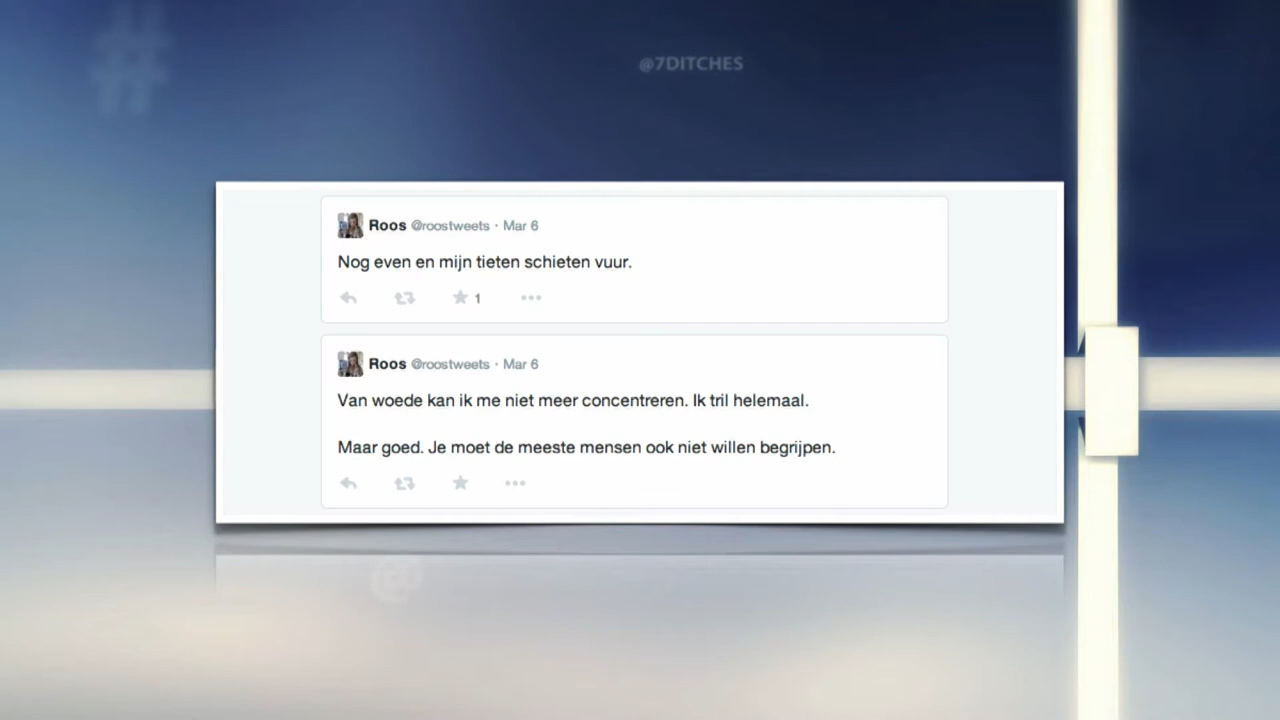 #
@7DITCHES
Roos @roostweets · Mar 6
Nog even en mijn tieten schieten vuur.
1
Roos @roostweets · Mar 6
Van woede kan ik me niet meer concentreren. Ik tril helemaal.
Maar goed. Je moet de meeste mensen ook niet willen begrijpen.
@